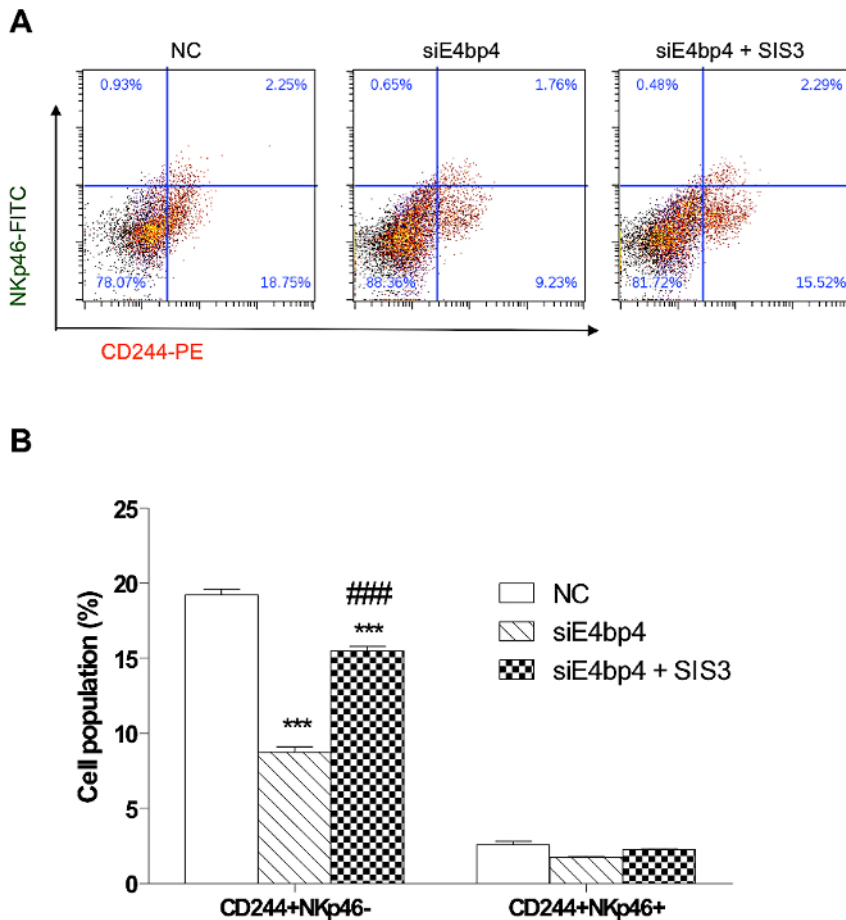 A
NC
siE4bp4
siE4bp4 + SIS3
0.93%
2.25%
0.65%
1.76%
0.48%
2.29%
NKp46-FITC
78.07%
18.75%
88.36%
9.23%
81.72%
15.52%
CD244-PE
B
Cell population (%)
25
20
15
10
5
0
***
###
***
NC
siE4bp4
siE4bp4 + SIS3
CD244+NKp46-
CD244+NKp46+